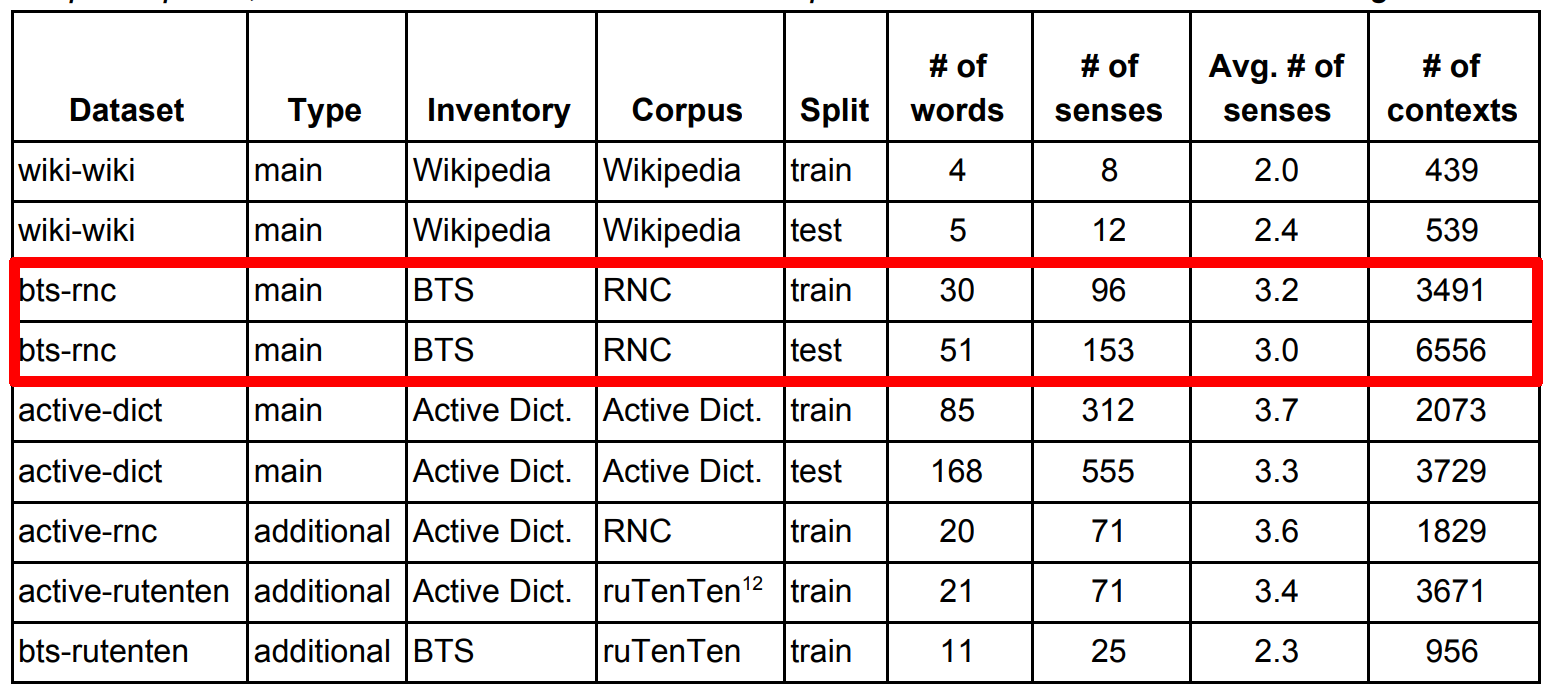 Dataset Type Inventory Corpus Split # of words # of senses Avg. # of senses # of contexts
wiki-wiki main Wikipedia Wikipedia train 4 8 2.0 439
wiki-wiki main Wikipedia Wikipedia test 5 12 2.4 539
bts-rnc main BTS RNC train 30 96 3.2 3491
bts-rnc main BTS RNC test 51 153 3.0 6556
active-dict main Active Dict. Active Dict. train 85 312 3.7 2073
active-dict main Active Dict. Active Dict. test 168 555 3.3 3729
active-rnc additional Active Dict. RNC train 20 71 3.6 1829
active-rutenten additional Active Dict. ruTenTen¹² train 21 71 3.4 3671
bts-rutenten additional BTS ruTenTen train 11 25 2.3 956